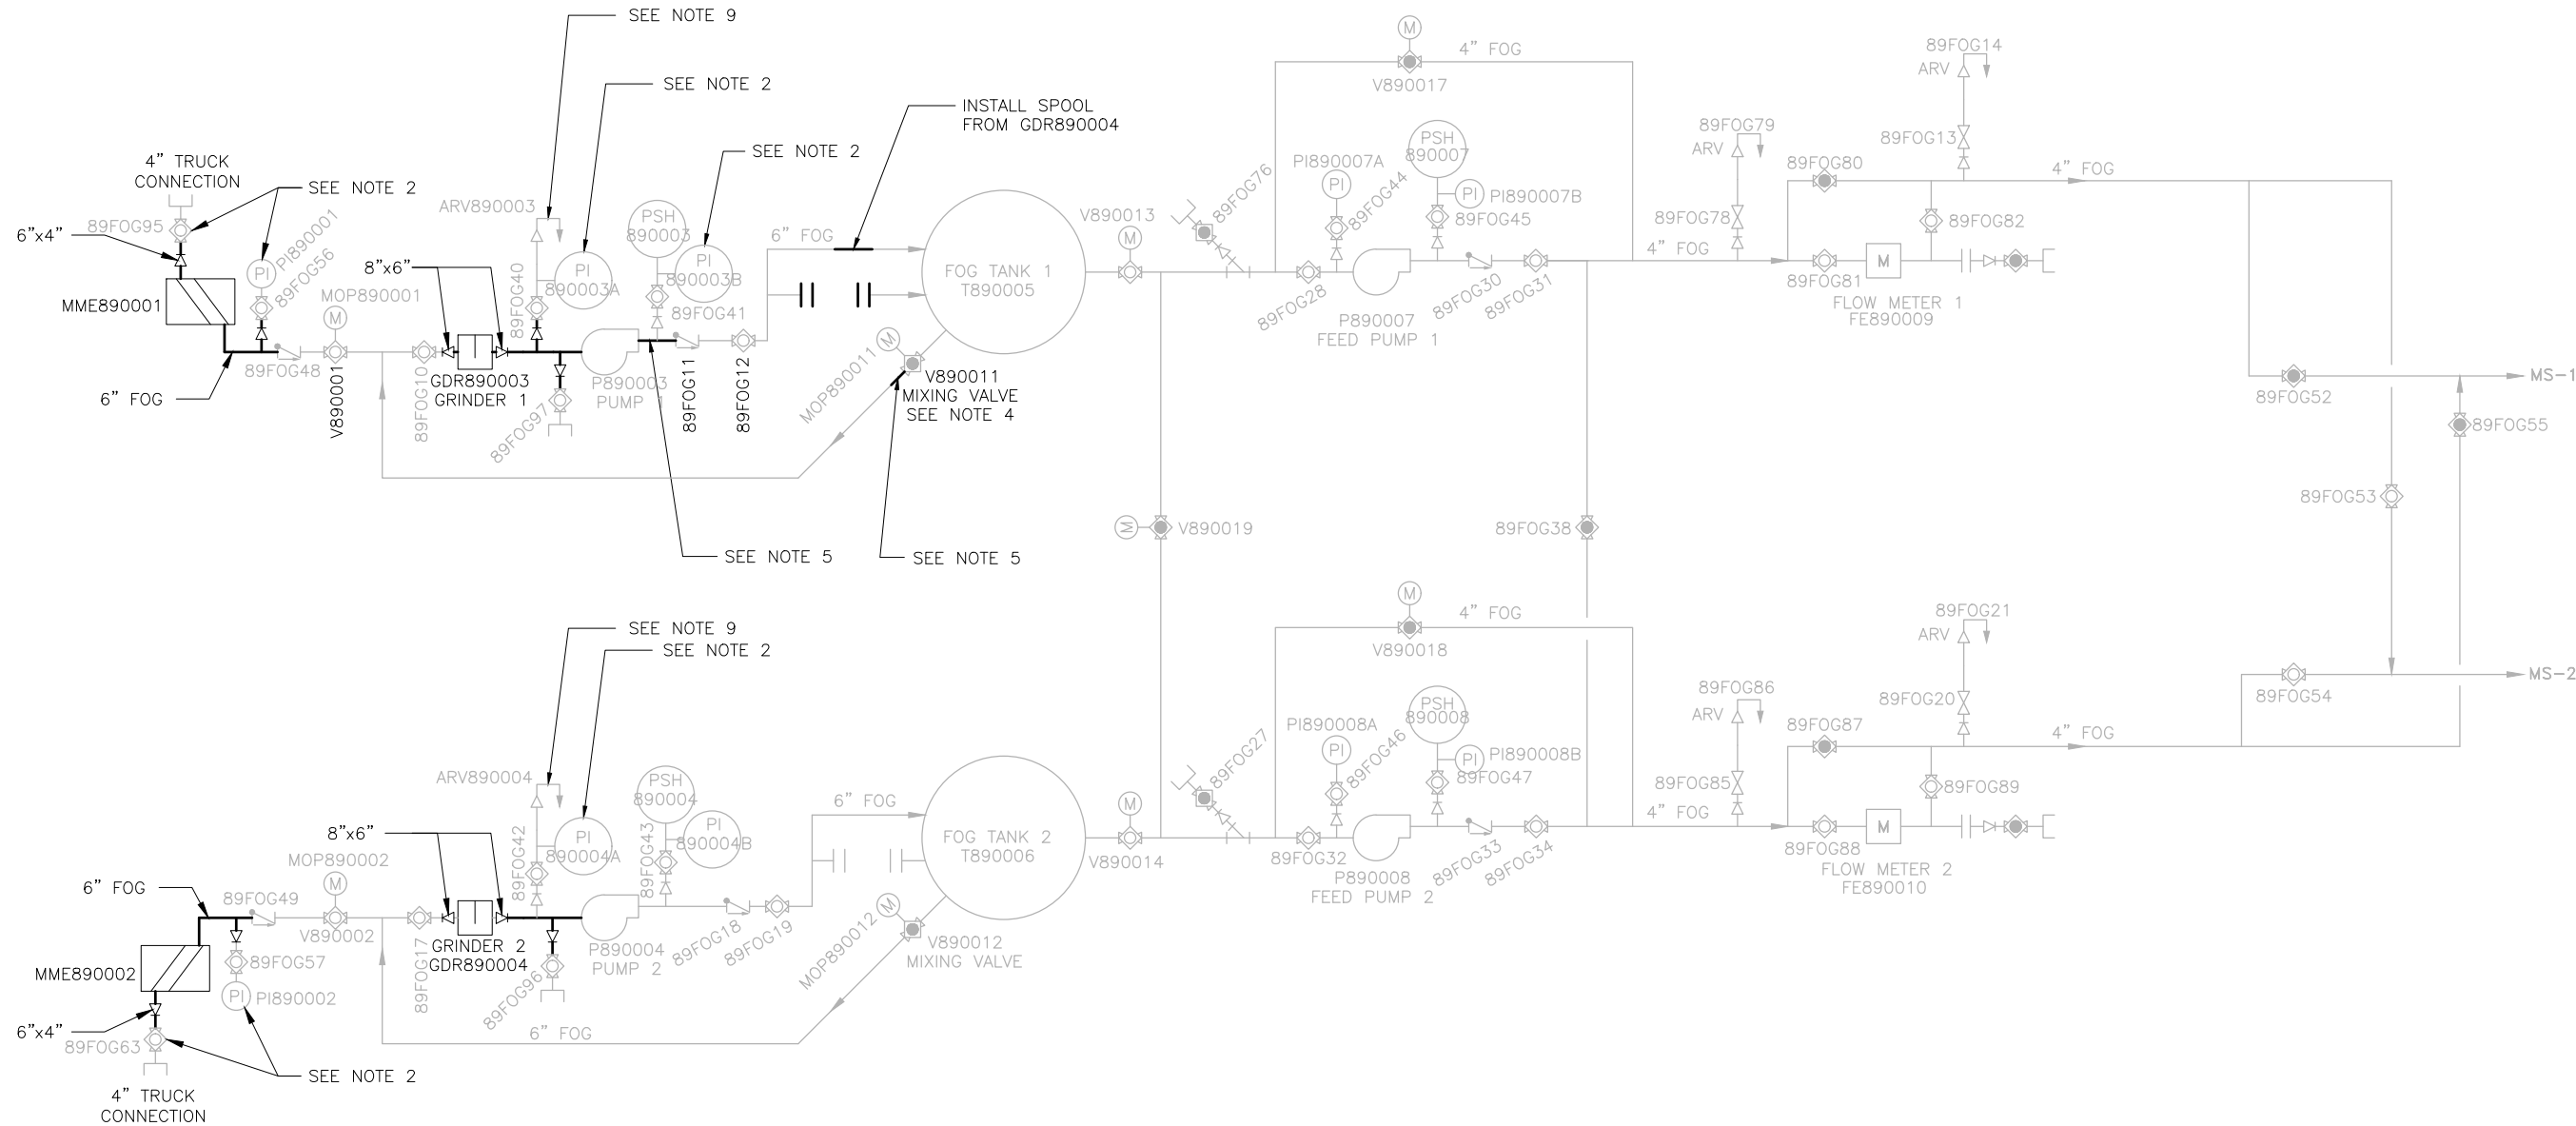 SEE NOTE 9
SEE NOTE 2
INSTALL SPOOL
FROM GDR890004
SEE NOTE 2
4” TRUCK
CONNECTION
SEE NOTE 2
89FOG95
6”x4”
PI
PI890001
89FOG56
MME890001
6” FOG
89FOG48
M
MOP890001
V890001
8”x6”
89FOG10
GDR890003
GRINDER 1
ARV890003
89FOG40
PI
890003A
PSH
890003
PI
890003B
89FOG41
89FOG97
P890003
PUMP 1
89FOG11
89FOG12
6” FOG
FOG TANK 1
T890005
M
MOP890011
V890011
MIXING VALVE
SEE NOTE 4
SEE NOTE 5
SEE NOTE 5
V890013
M
89FOG76
M
4” FOG
V890017
PI890007A
PI
89FOG44
PSH
890007
PI
PI890007B
89FOG45
89FOG28
P890007
FEED PUMP 1
89FOG30
89FOG31
4” FOG
89FOG79
ARV
89FOG78
89FOG80
89FOG81
M
FLOW METER 1
FE890009
89FOG14
ARV
89FOG13
89FOG82
4” FOG
89FOG52
MS-1
89FOG55
89FOG53
M
V890019
89FOG38
SEE NOTE 9
SEE NOTE 2
8”x6”
ARV890004
89FOG42
PI
890004A
PSH
890004
PI
890004B
89FOG43
6” FOG
MOP890002
M
V890002
89FOG49
6” FOG
89FOG17
GRINDER 2
GDR890004
89FOG96
P890004
PUMP 2
89FOG18
89FOG19
MME890002
89FOG57
PI
PI890002
6”x4”
89FOG63
SEE NOTE 2
4” TRUCK
CONNECTION
6” FOG
FOG TANK 2
T890006
M
MOP890012
V890012
MIXING VALVE
M
V890014
89FOG27
M
4” FOG
V890018
PI890008A
PI
89FOG46
PSH
890008
PI
PI890008B
89FOG47
89FOG32
P890008
FEED PUMP 2
89FOG33
89FOG34
4” FOG
89FOG86
ARV
89FOG85
89FOG87
89FOG88
M
FLOW METER 2
FE890010
89FOG21
ARV
89FOG20
89FOG89
4” FOG
89FOG54
MS-2